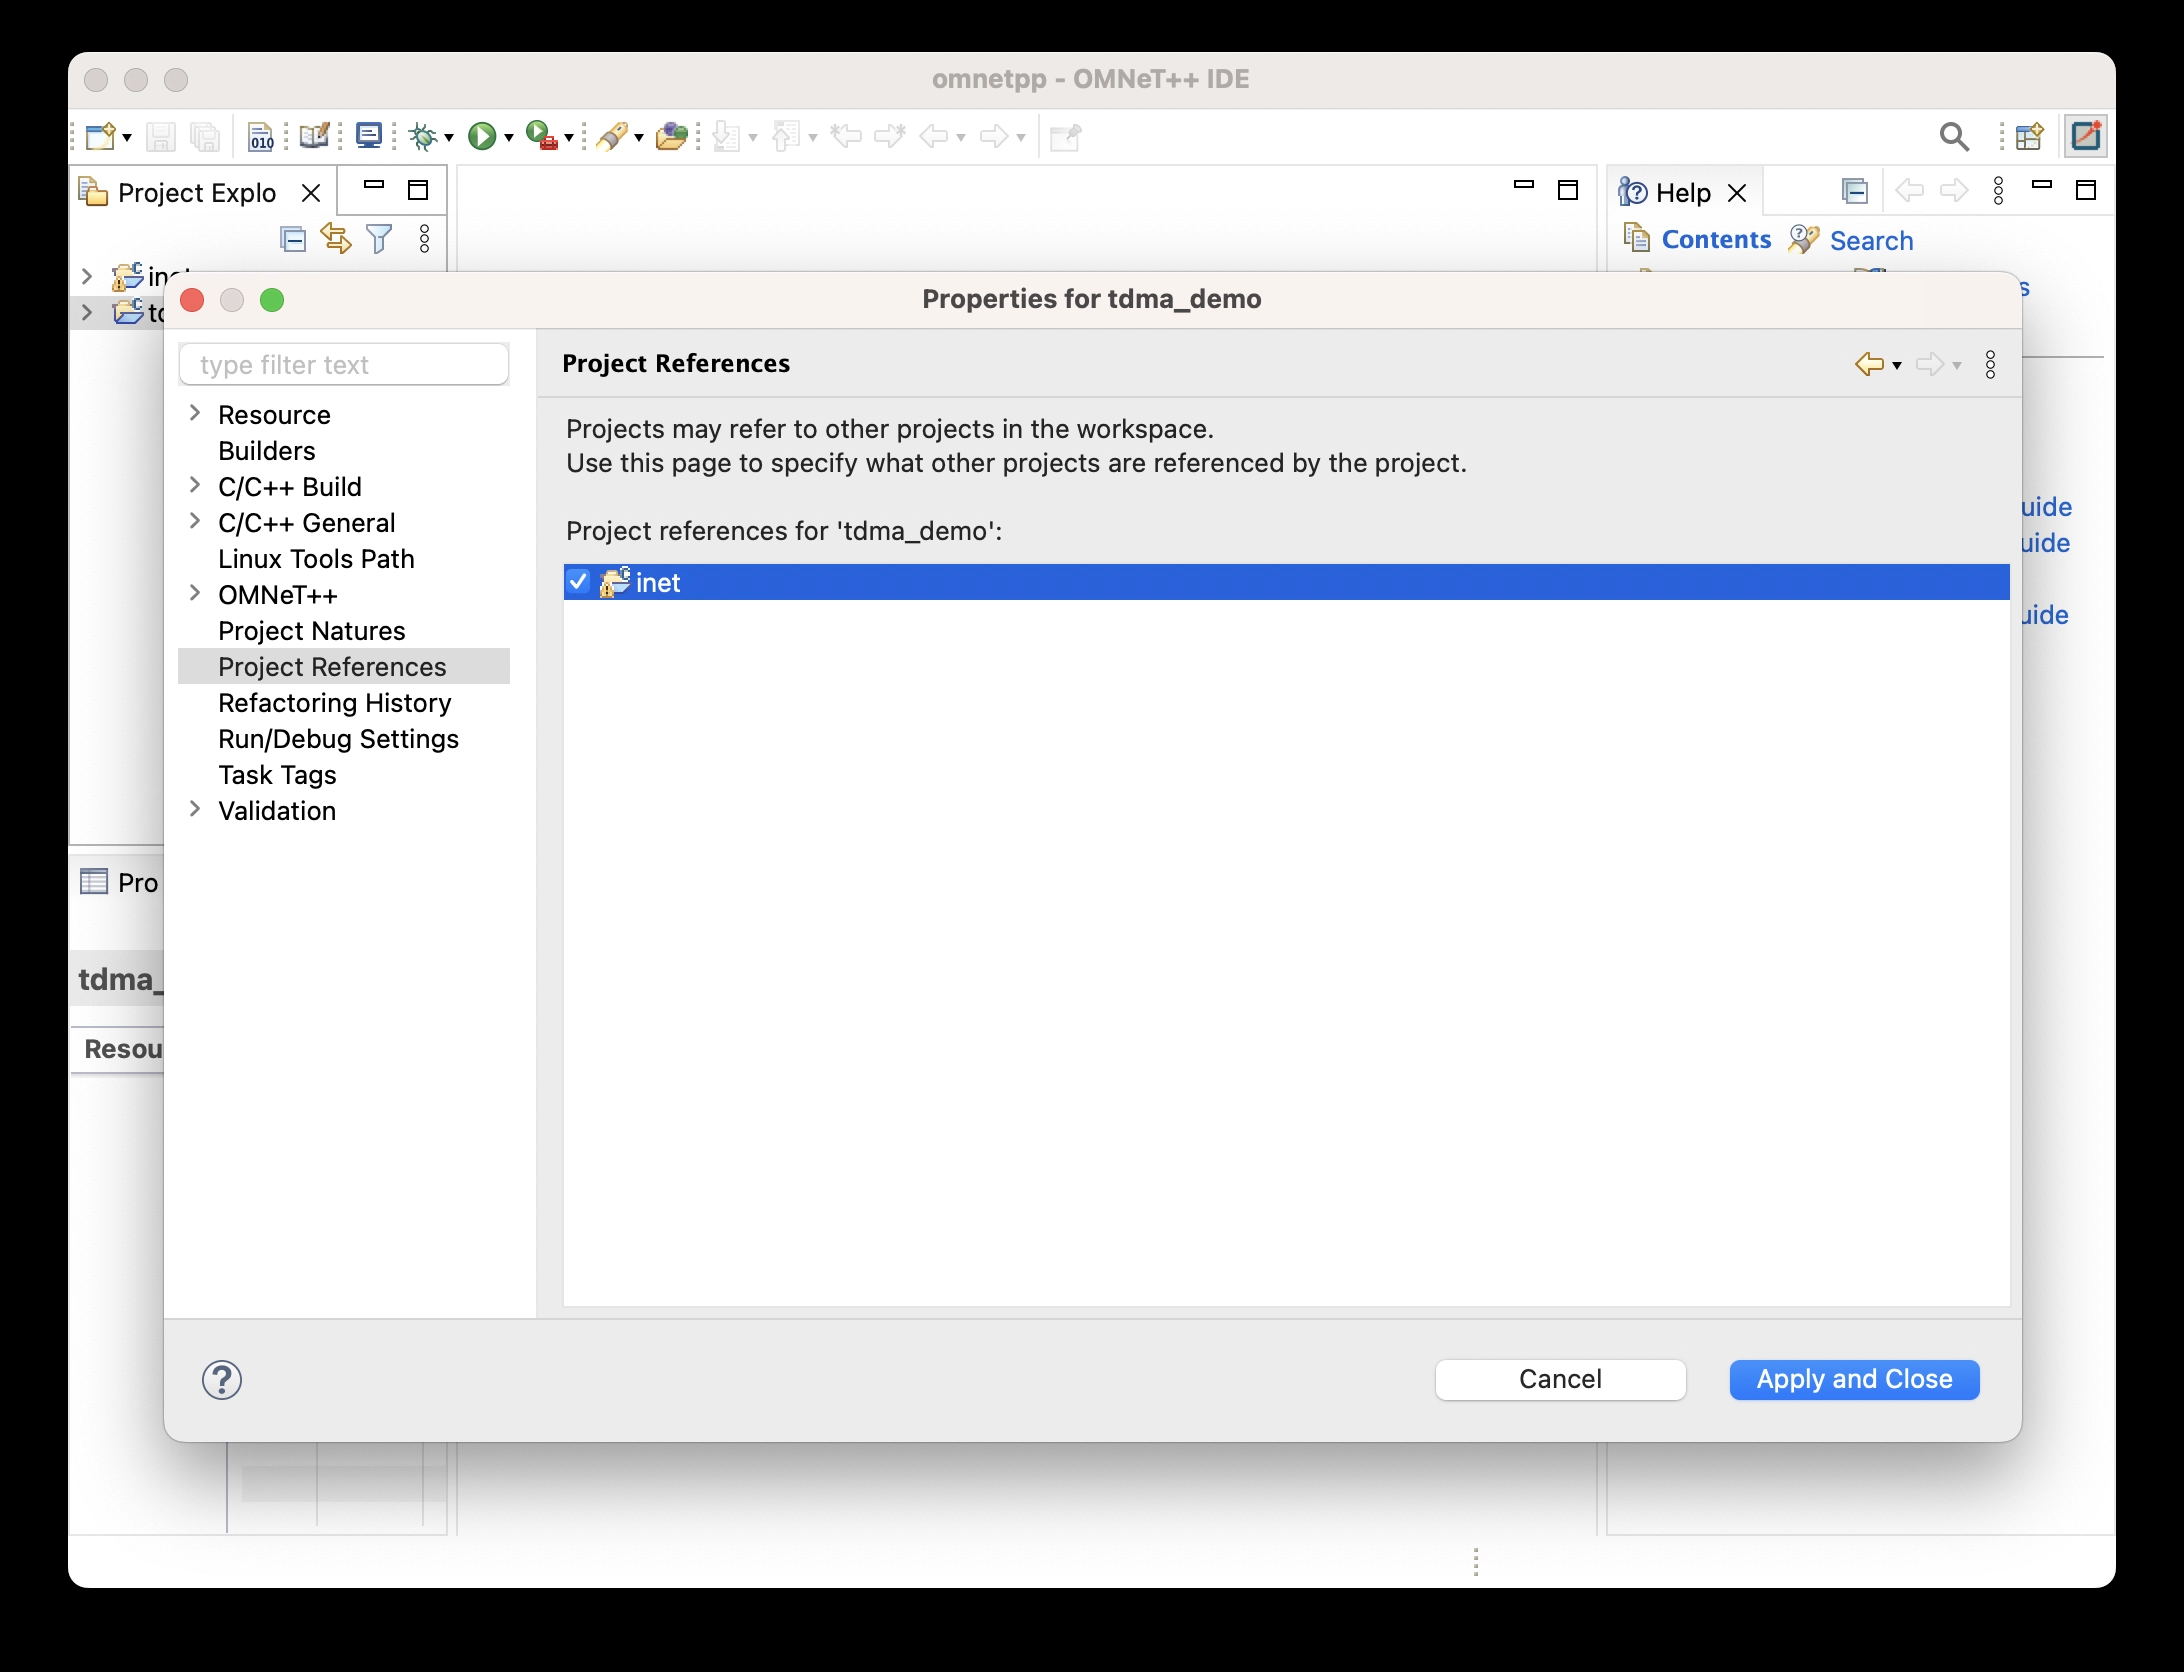 omnetpp - OMNeT++ IDE
010
Project Explo
Help
Contents
Search
Properties for tdma_demo
type filter text
Project References
Resource
Builders
C/C++ Build
C/C++ General
Linux Tools Path
OMNeT++
Project Natures
Project References
Refactoring History
Run/Debug Settings
Task Tags
Validation
Projects may refer to other projects in the workspace.
Use this page to specify what other projects are referenced by the project.
Project references for 'tdma_demo':
inet
s
uide
uide
uide
Pro
tdma_
Resou
?
Cancel
Apply and Close